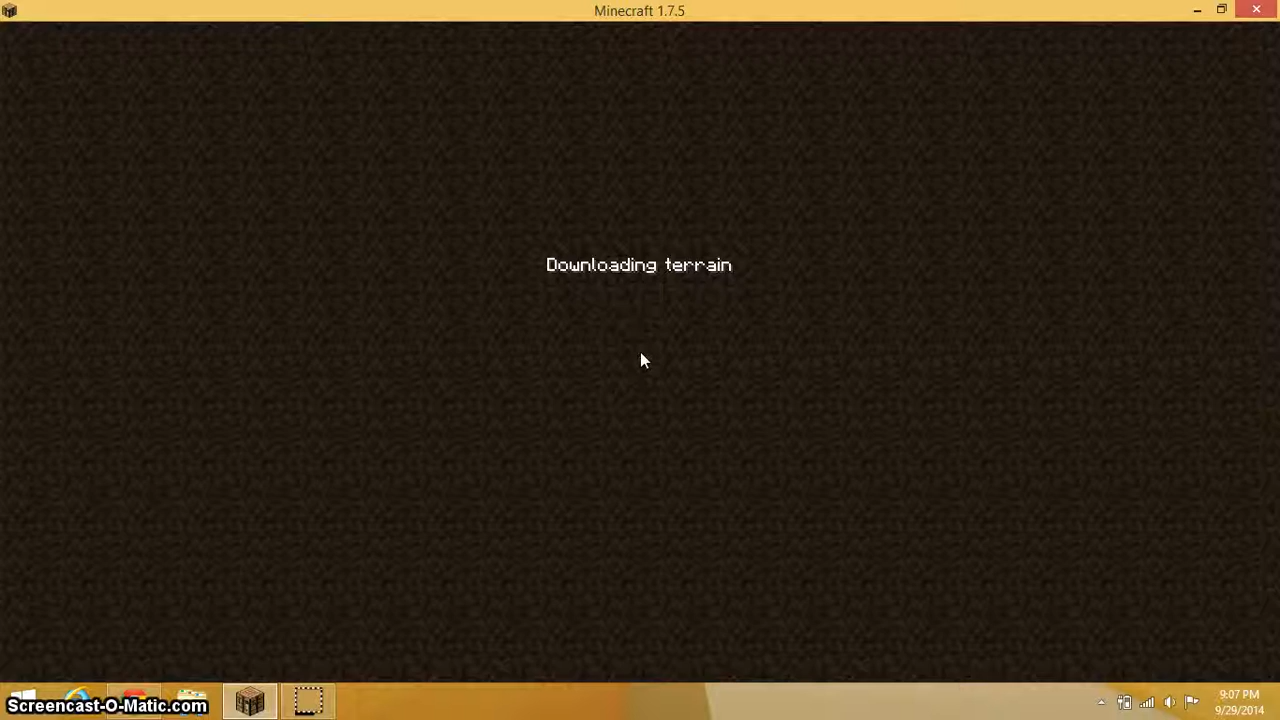 Minecraft 1.7.5
Downloading terrain
Screencast-O-Matic.com
9:07 PM
9/29/2014